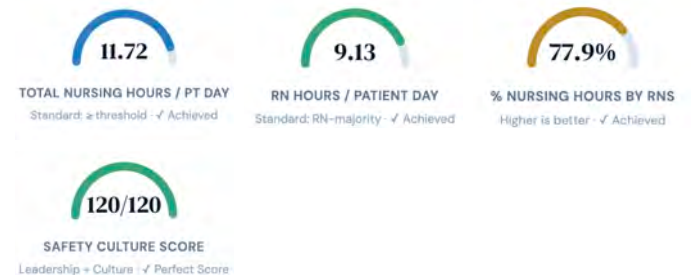 11.72
TOTAL NURSING HOURS / PT DAY
Standard: ≥ threshold · ✓ Achieved
9.13
RN HOURS / PATIENT DAY
Standard: RN-majority · ✓ Achieved
77.9%
% NURSING HOURS BY RNS
Higher is better · ✓ Achieved
120/120
SAFETY CULTURE SCORE
Leadership + Culture · ✓ Perfect Score